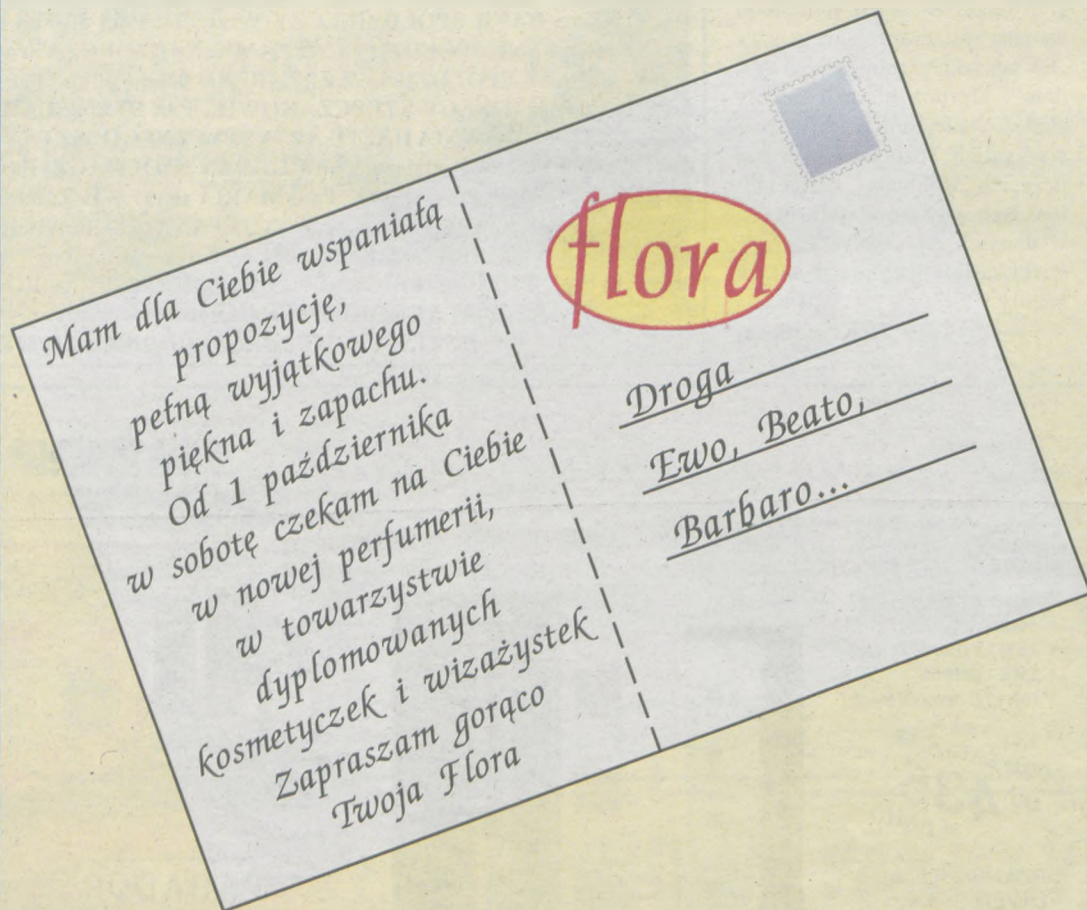 Mam dla Ciebie wspaniałą
propozycję,
pełną wyjątkowego
piękna i zapachu.
Od 1 października
w sobotę czekam na Ciebie
w nowej perfumerii,
w towarzystwie
dyplomowanych
kosmetyczek i wizażystek
Zapraszam gorąco
Twoja Flora
flora
Droga
Ewo, Beato,
Barbaro...